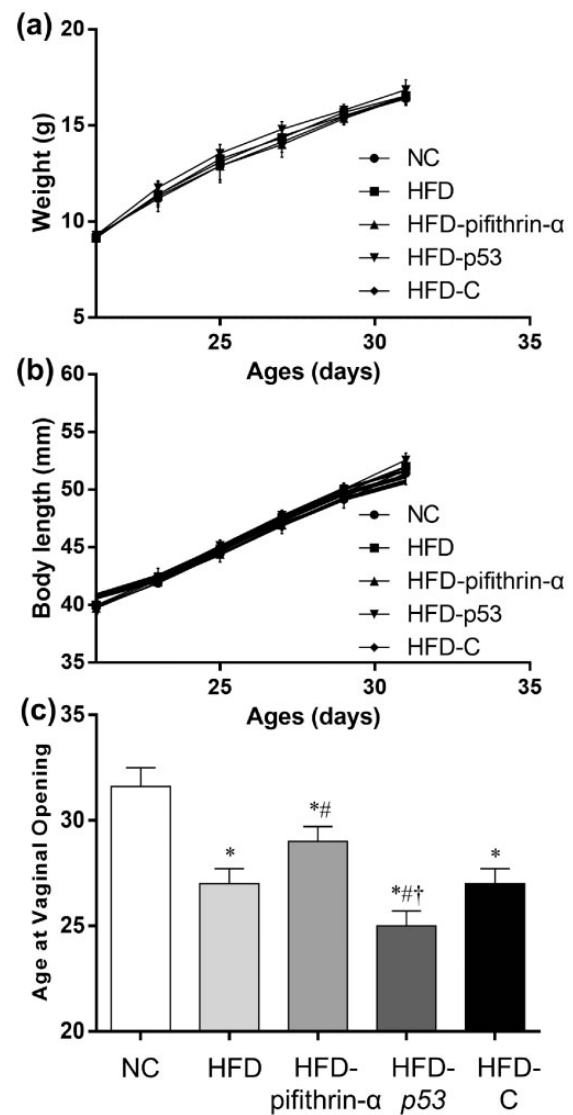 (a)
20
15
10
5
Weight (g)
NC
HFD
HFD-pifithrin-α
HFD-p53
HFD-C
25
30
35
Ages (days)
(b)
60
55
50
45
40
35
Body length (mm)
NC
HFD
HFD-pifithrin-α
HFD-p53
HFD-C
25
30
35
Ages (days)
(c)
35
30
25
20
Age at Vaginal Opening
*
*#
*#†
*
NC
HFD
HFD-
pifithrin-α
HFD-
p53
HFD-
C